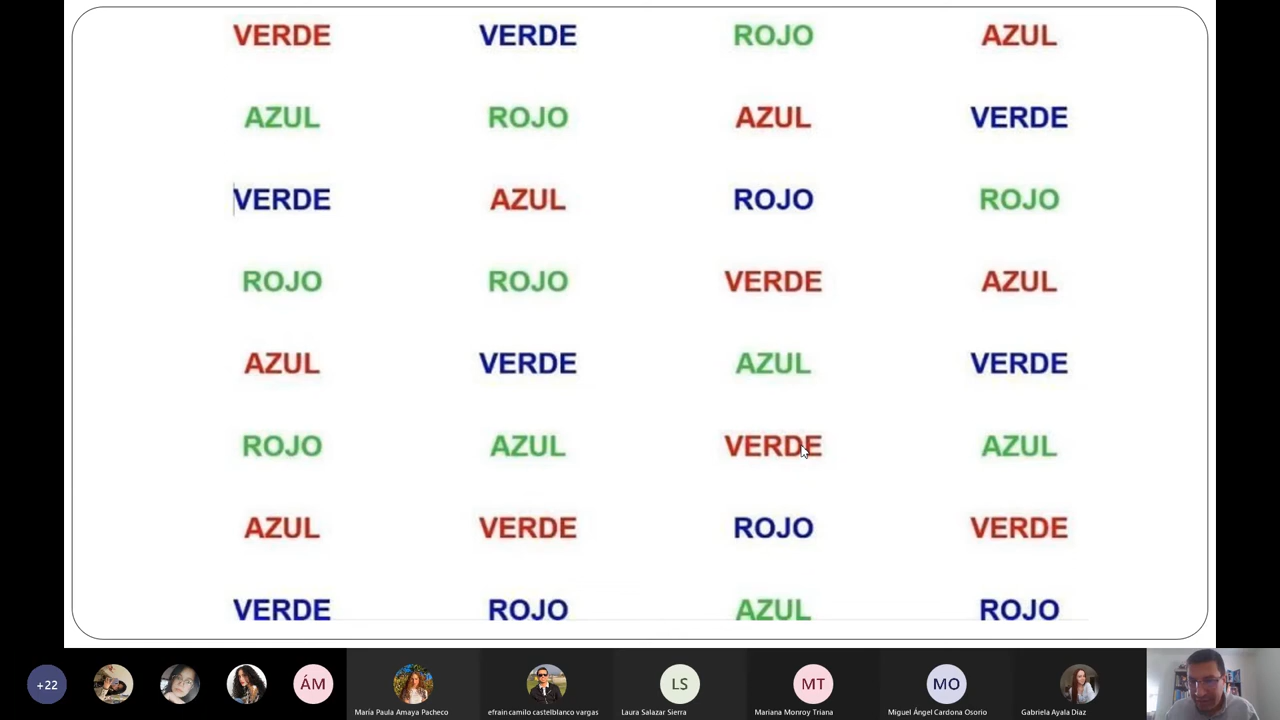 VERDE VERDE ROJO AZUL
AZUL ROJO AZUL VERDE
VERDE AZUL ROJO ROJO
ROJO ROJO VERDE AZUL
AZUL VERDE AZUL VERDE
ROJO AZUL VERDE AZUL
AZUL VERDE ROJO VERDE
VERDE ROJO AZUL ROJO
+22 ÁM LS MT MO
María Paula Amaya Pacheco efrain camilo castelblanco vargas Laura Salazar Sierra Mariana Monroy Triana Miguel Ángel Cardona Osorio Gabriela Ayala Diaz